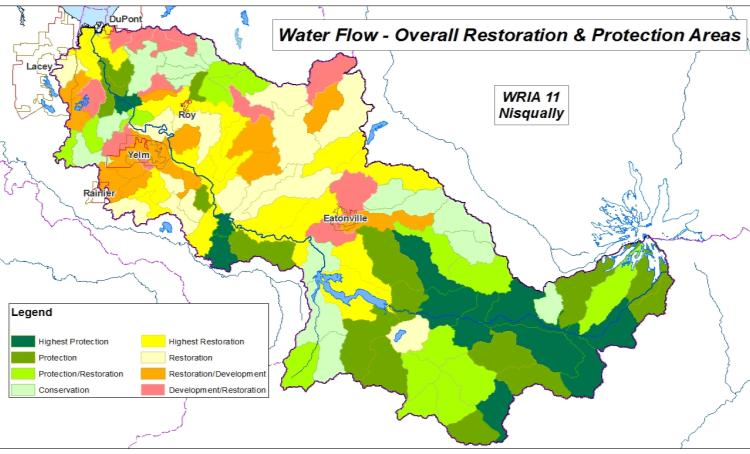 DuPont
Water Flow - Overall Restoration & Protection Areas
Lacey
WRIA 11
Nisqually
Roy
Yelm
Rainier
Eatonville
Legend
Highest Protection
Highest Restoration
Protection
Restoration
Protection/Restoration
Restoration/Development
Conservation
Development/Restoration